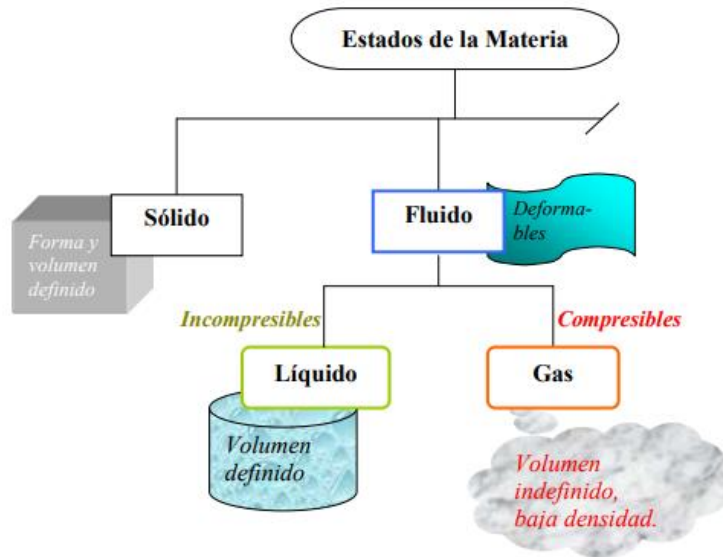 Estados de la Materia
Sólido
Forma y
volumen
definido
Fluido
Deforma-
bles
Incompresibles
Compresibles
Líquido
Volumen
definido
Gas
Volumen
indefinido,
baja densidad.